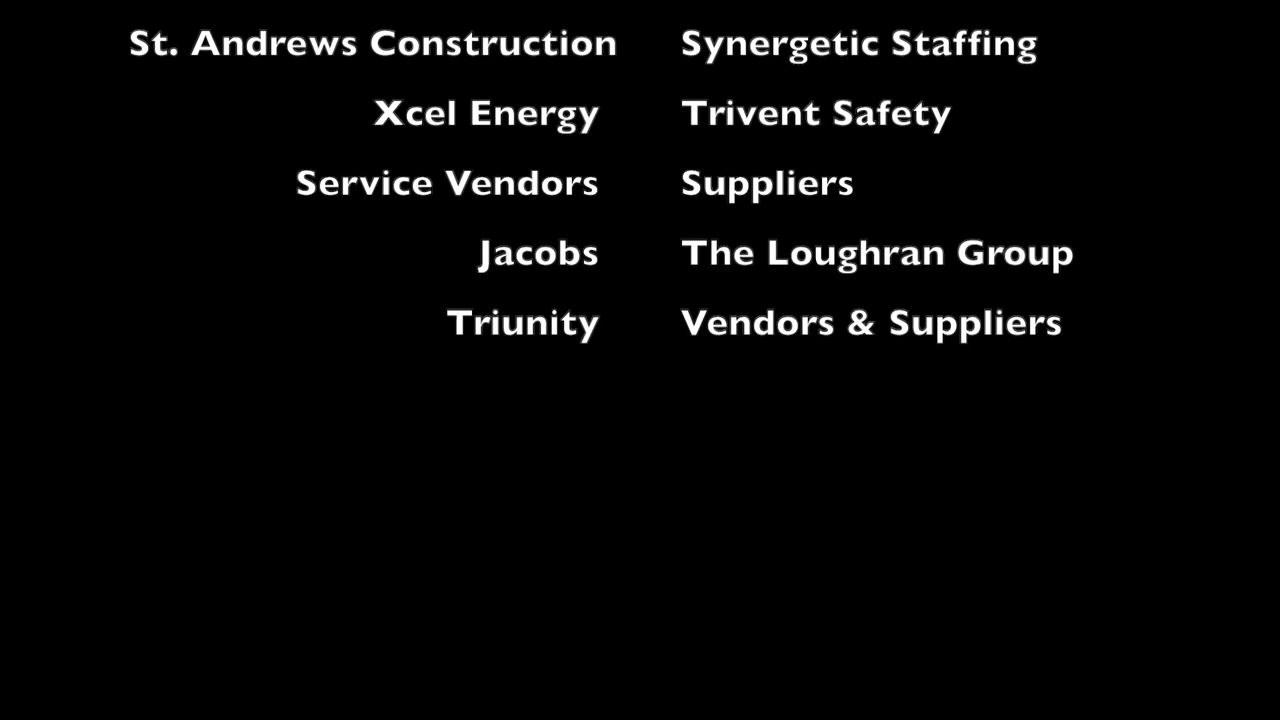 St. Andrews Construction Synergetic Staffing
Xcel Energy Trivent Safety
Service Vendors Suppliers
Jacobs The Loughran Group
Triunity Vendors & Suppliers